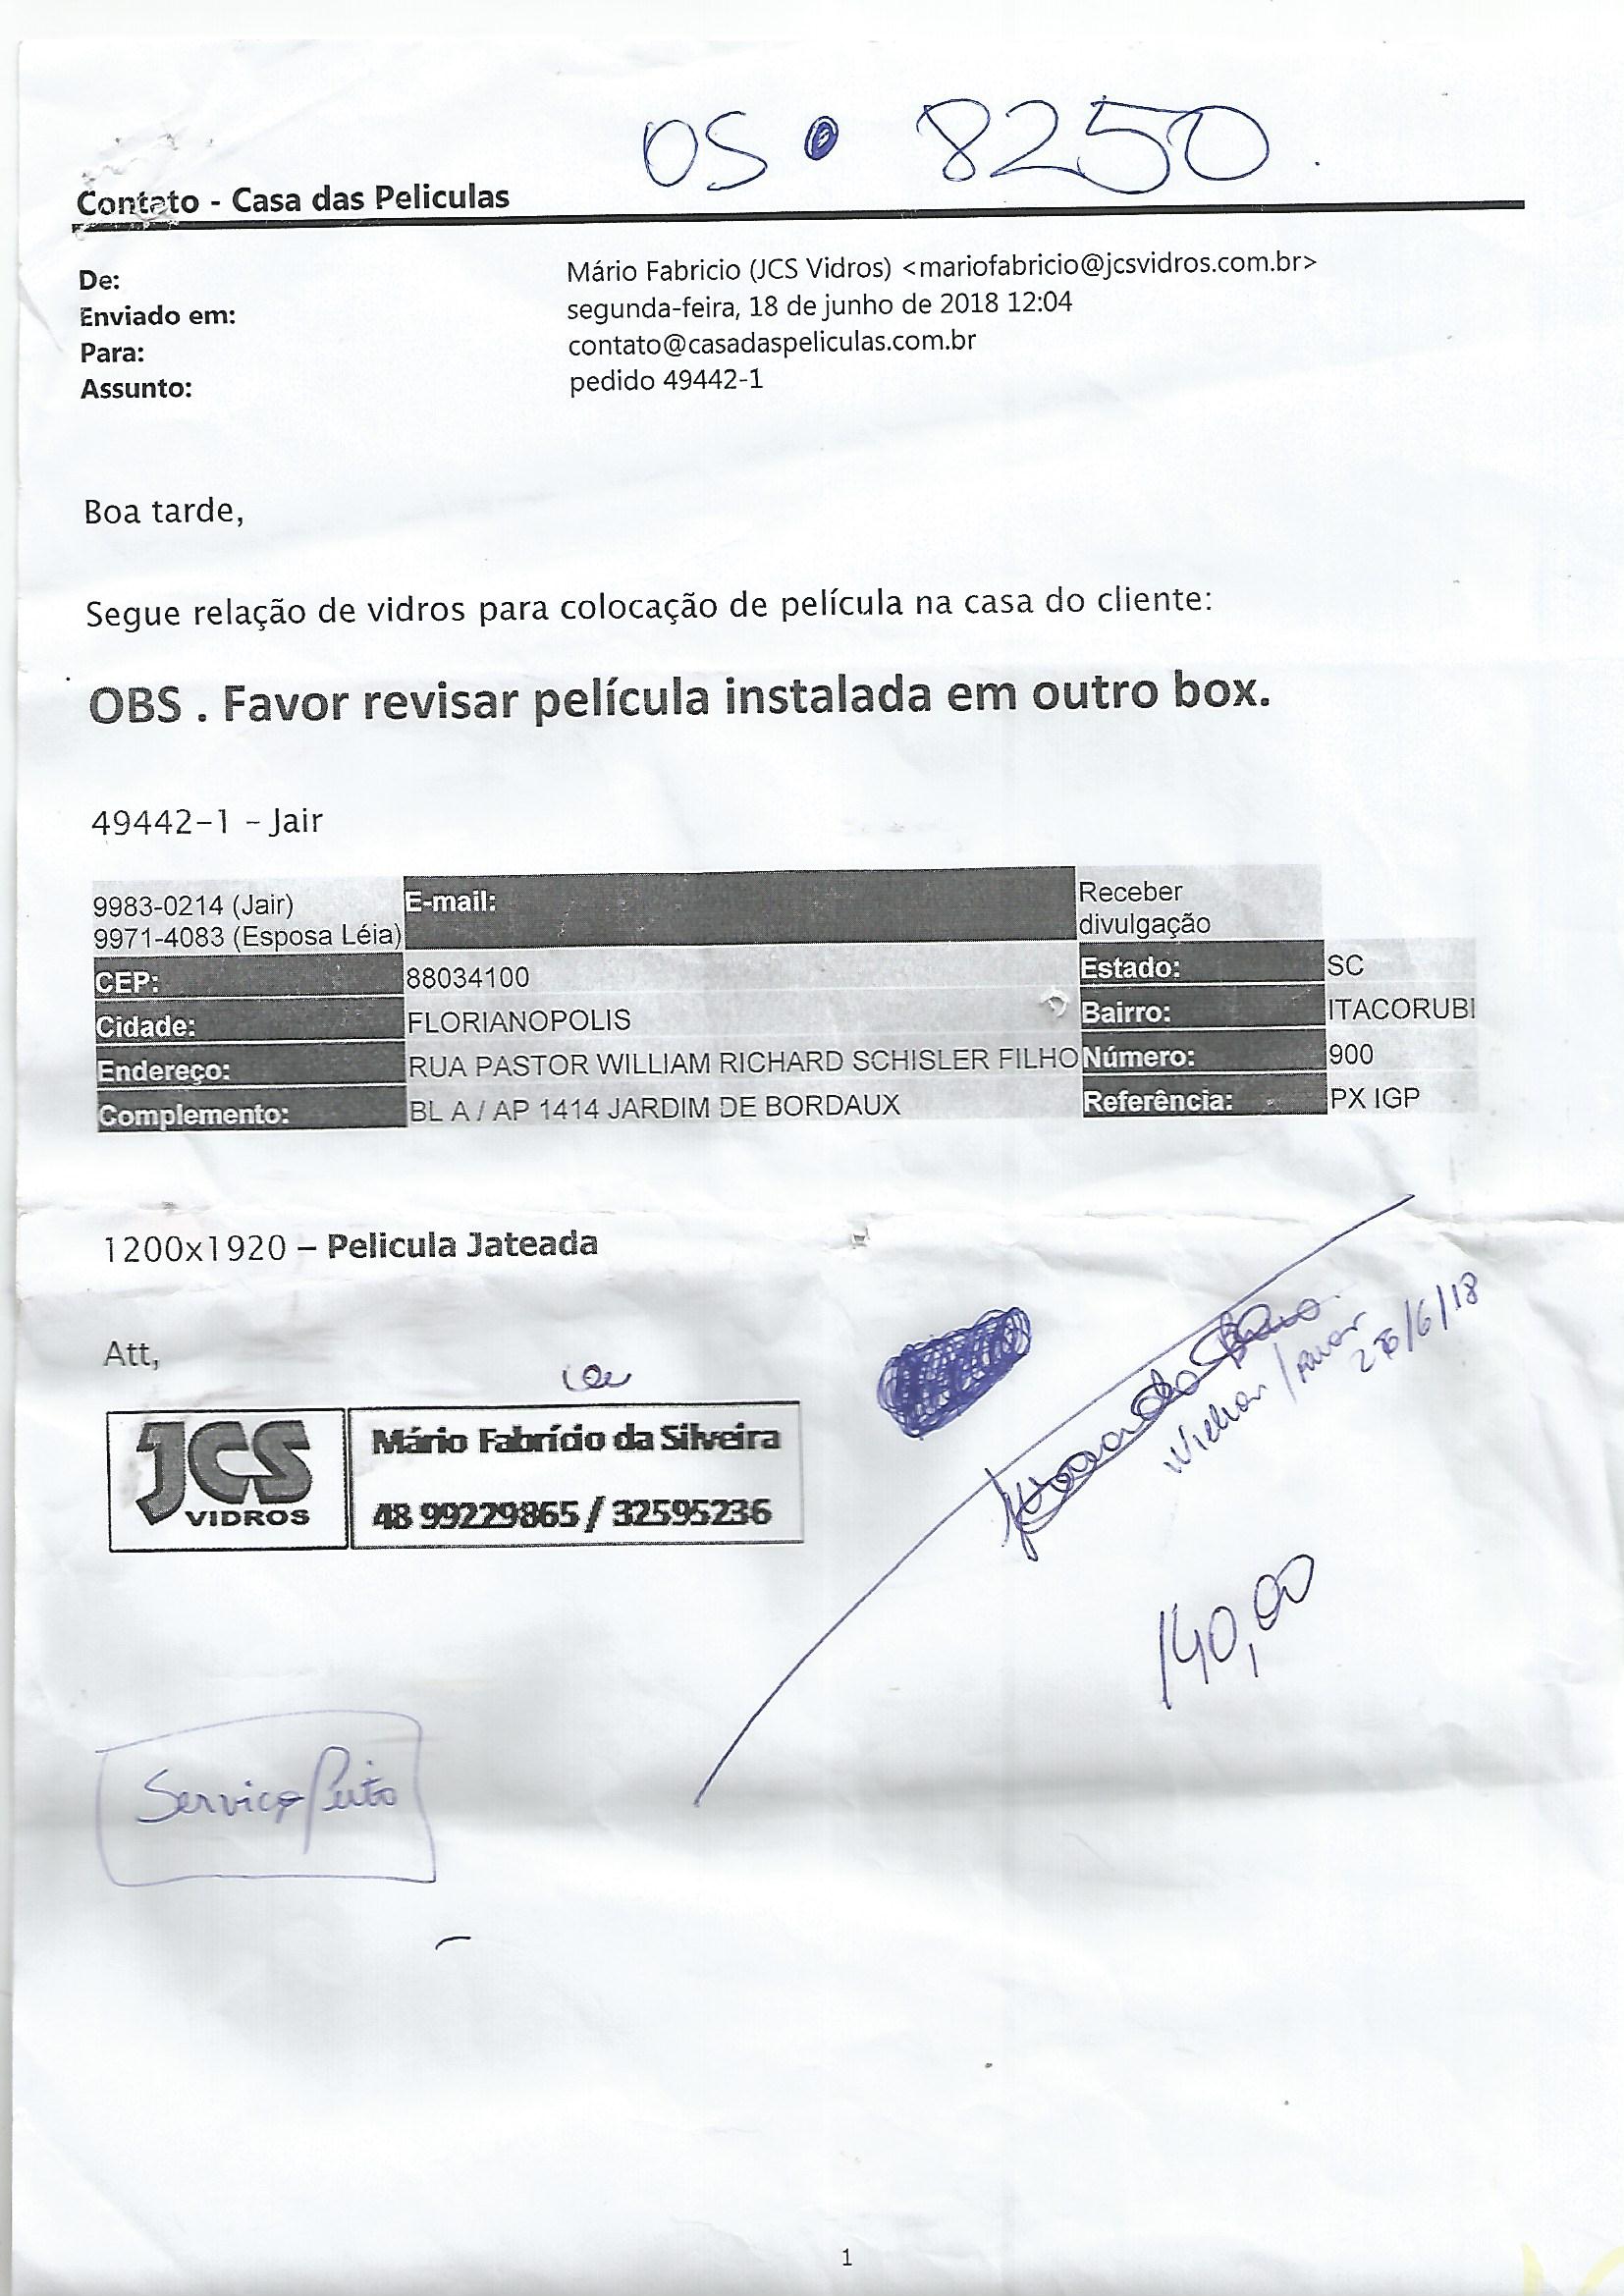 OS 8250.
Contato - Casa das Peliculas
De: Mário Fabricio (JCS Vidros) <mariofabricio@jcsvidros.com.br>
Enviado em: segunda-feira, 18 de junho de 2018 12:04
Para: contato@casadaspeliculas.com.br
Assunto: pedido 49442-1
Boa tarde,
Segue relação de vidros para colocação de película na casa do cliente:
OBS . Favor revisar película instalada em outro box.
49442-1 - Jair
9983-0214 (Jair)
9971-4083 (Esposa Léia)
E-mail:
Receber
divulgação
CEP: 88034100 Estado: SC
Cidade: FLORIANOPOLIS Bairro: ITACORUBI
Endereço: RUA PASTOR WILLIAM RICHARD SCHISLER FILHO Número: 900
Complemento: BL A / AP 1414 JARDIM DE BORDAUX Referência: PX IGP
1200x1920 – Pelicula Jateada
Att,
JCS
VIDROS
Mário Fabrício da Silveira
48 99229865 / 32595236
140,00
Serviço
1